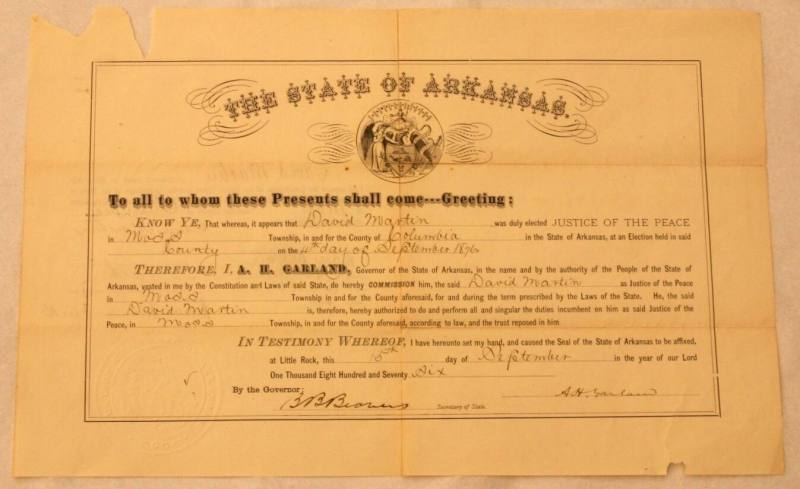 THE STATE OF ARKANSAS.
To all to whom these Presents shall come---Greeting:
KNOW YE, That whereas, it appears that David Martin was duly elected JUSTICE OF THE PEACE
in Moss Township, in and for the County of Columbia in the State of Arkansas, at an Election held in said
County on the 4th day of September 1876
THEREFORE, I, A. H. GARLAND, Governor of the State of Arkansas, in the name and by the authority of the People of the State of
Arkansas, vested in me by the Constitution and Laws of said State, do hereby COMMISSION him, the said David Martin as Justice of the Peace
in Moss Township in and for the County aforesaid, for and during the term prescribed by the Laws of the State. He, the said
David Martin is, therefore, hereby authorized to do and perform all and singular the duties incumbent on him as said Justice of the
Peace, in Moss Township, in and for the County aforesaid, according to law, and the trust reposed in him
IN TESTIMONY WHEREOF, I have hereunto set my hand, and caused the Seal of the State of Arkansas to be affixed,
at Little Rock, this 15th day of September in the year of our Lord
One Thousand Eight Hundred and Seventy Six
By the Governor: A H Garland
B B Beavers Secretary of State.